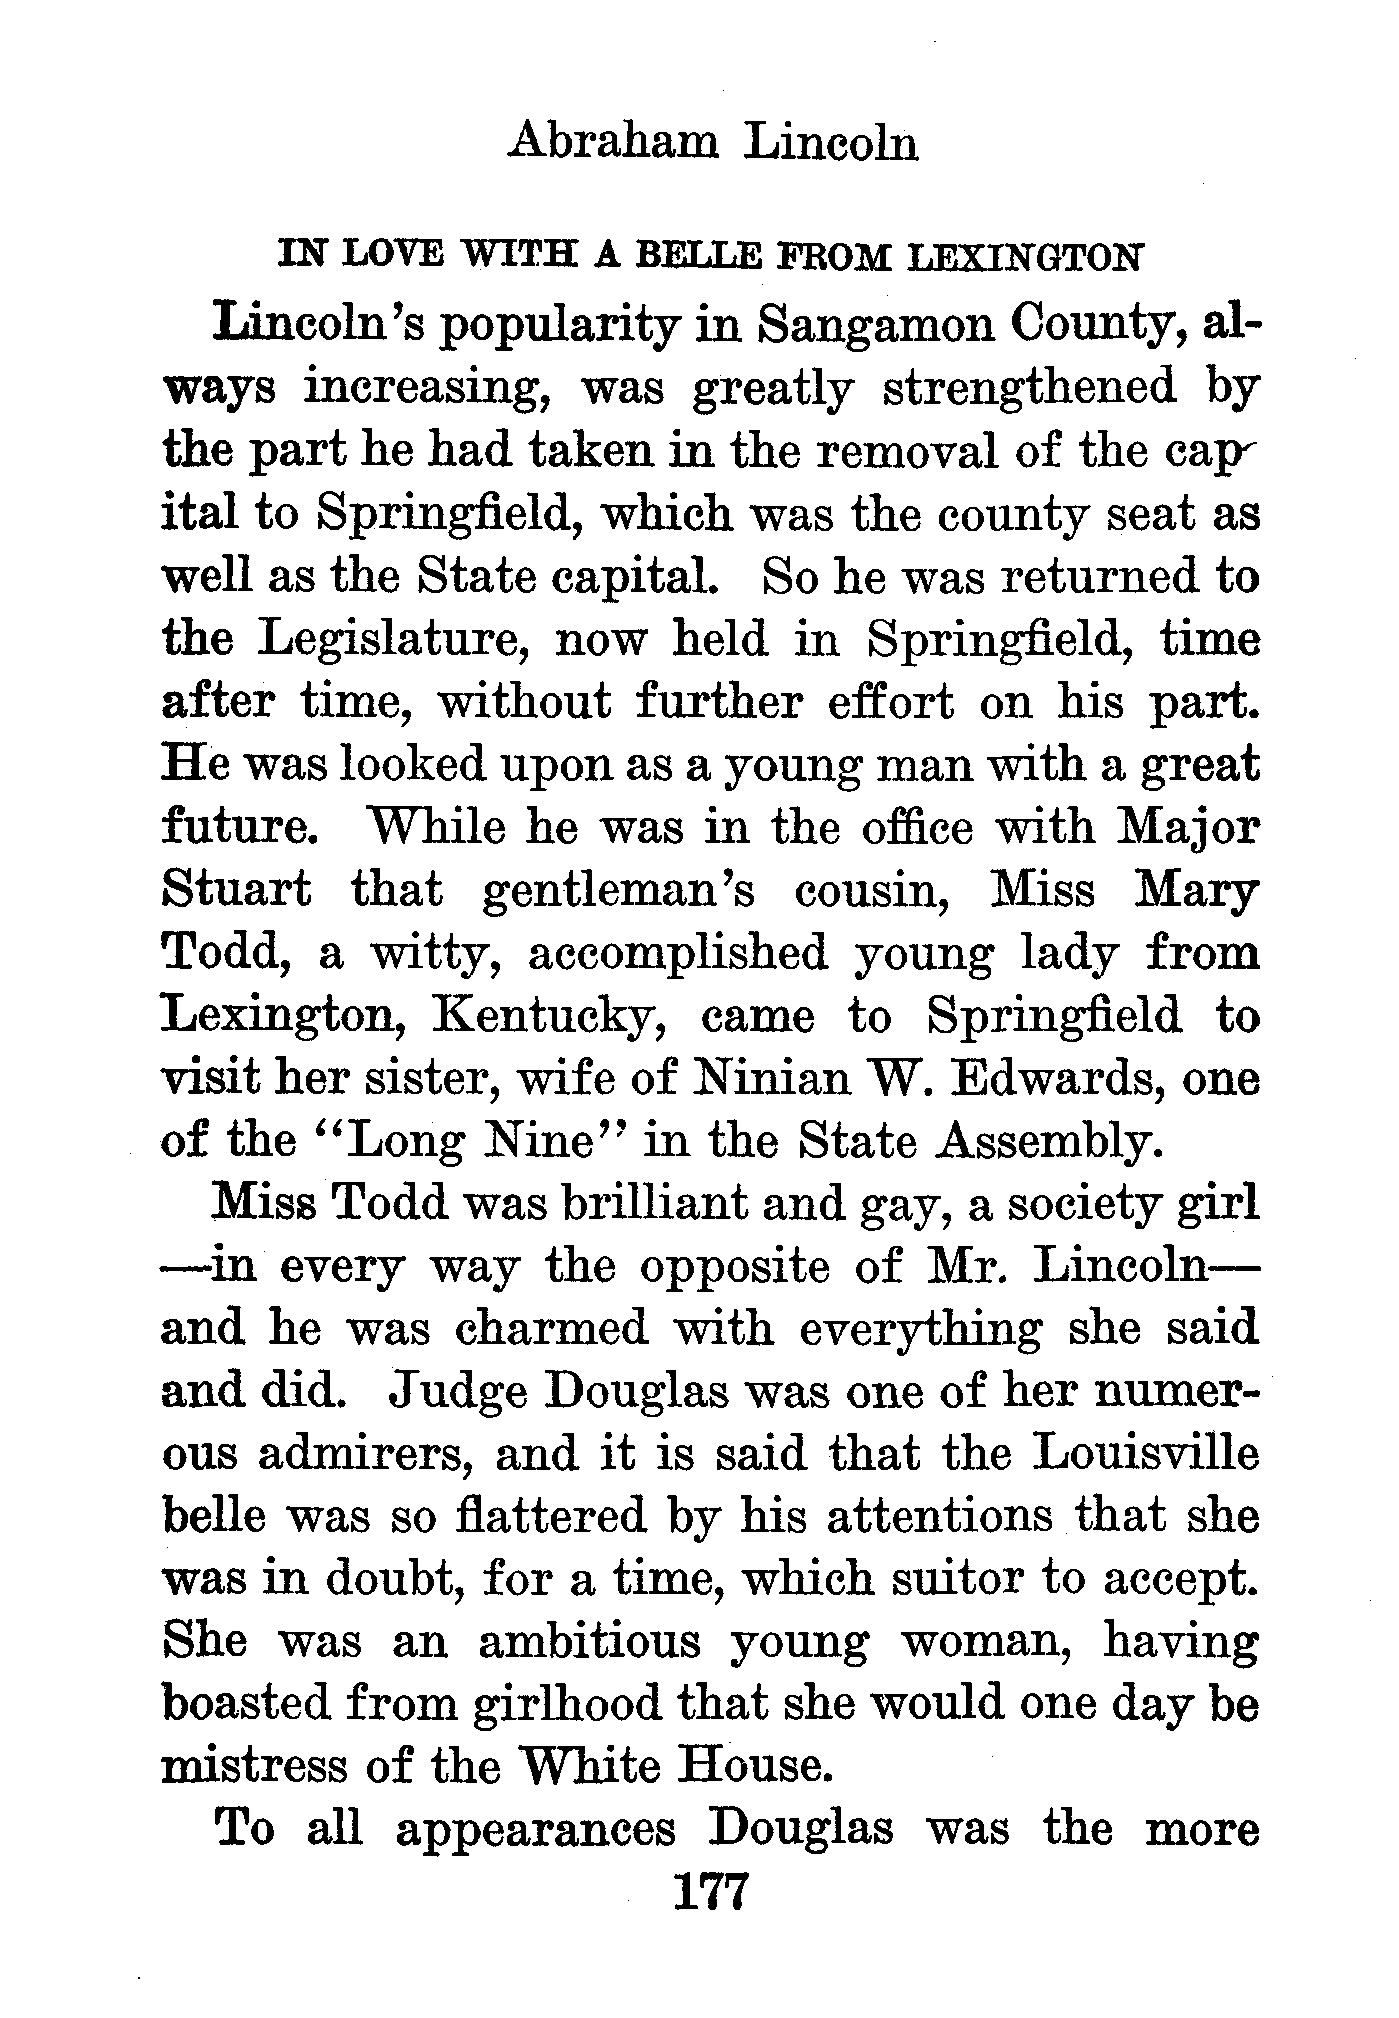 Abraham Lincoln
IN LOVE WITH A BELLE FROM LEXINGTON
Lincoln's popularity in Sangamon County, al-
ways increasing, was greatly strengthened by
the part he had taken in the removal of the cap-
ital to Springfield, which was the county seat as
well as the State capital. So he was returned to
the Legislature, now held in Springfield, time
after time, without further effort on his part.
He was looked upon as a young man with a great
future. While he was in the office with Major
Stuart that gentleman's cousin, Miss Mary
Todd, a witty, accomplished young lady from
Lexington, Kentucky, came to Springfield to
visit her sister, wife of Ninian W. Edwards, one
of the "Long Nine" in the State Assembly.
Miss Todd was brilliant and gay, a society girl
—in every way the opposite of Mr. Lincoln—
and he was charmed with everything she said
and did. Judge Douglas was one of her numer-
ous admirers, and it is said that the Louisville
belle was so flattered by his attentions that she
was in doubt, for a time, which suitor to accept.
She was an ambitious young woman, having
boasted from girlhood that she would one day be
mistress of the White House.
To all appearances Douglas was the more
177